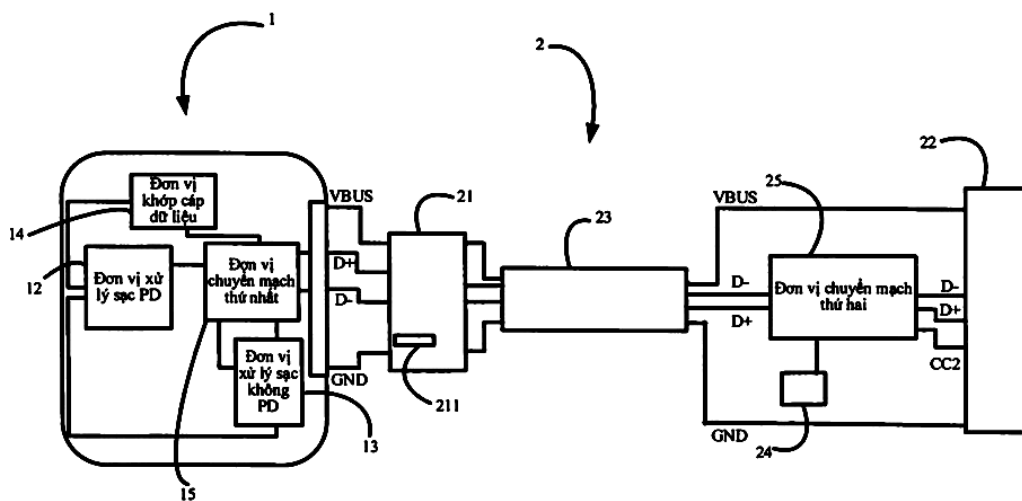 1
2
22
25
VBUS
21
VBUS
Đơn vị
khớp cáp
dữ liệu
23
14
D+
D-
D-
12
Đơn vị xử
lý sạc PD
Đơn vị
chuyển mạch
thứ nhất
Đơn vị chuyển mạch
thứ hai
D-
D+
D+
CC2
Đơn vị
xử lý sạc
không
PD
GND
211
GND
24
13
15